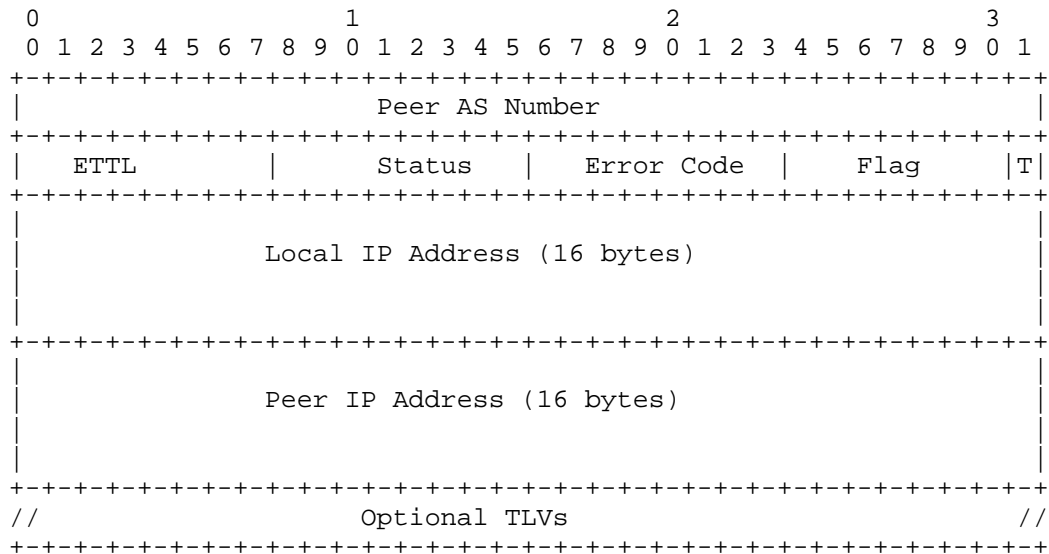 0                   1                   2                   3
 0 1 2 3 4 5 6 7 8 9 0 1 2 3 4 5 6 7 8 9 0 1 2 3 4 5 6 7 8 9 0 1
+-+-+-+-+-+-+-+-+-+-+-+-+-+-+-+-+-+-+-+-+-+-+-+-+-+-+-+-+-+-+-+-+
|                      Peer AS Number                           |
+-+-+-+-+-+-+-+-+-+-+-+-+-+-+-+-+-+-+-+-+-+-+-+-+-+-+-+-+-+-+-+-+
|   ETTL        |      Status   |   Error Code  |    Flag     |T|
+-+-+-+-+-+-+-+-+-+-+-+-+-+-+-+-+-+-+-+-+-+-+-+-+-+-+-+-+-+-+-+-+
|                                                               |
|               Local IP Address (16 bytes)                     |
|                                                               |
|                                                               |
+-+-+-+-+-+-+-+-+-+-+-+-+-+-+-+-+-+-+-+-+-+-+-+-+-+-+-+-+-+-+-+-+
|                                                               |
|               Peer IP Address (16 bytes)                      |
|                                                               |
|                                                               |
+-+-+-+-+-+-+-+-+-+-+-+-+-+-+-+-+-+-+-+-+-+-+-+-+-+-+-+-+-+-+-+-+
//                    Optional TLVs                            //
+-+-+-+-+-+-+-+-+-+-+-+-+-+-+-+-+-+-+-+-+-+-+-+-+-+-+-+-+-+-+-+-+